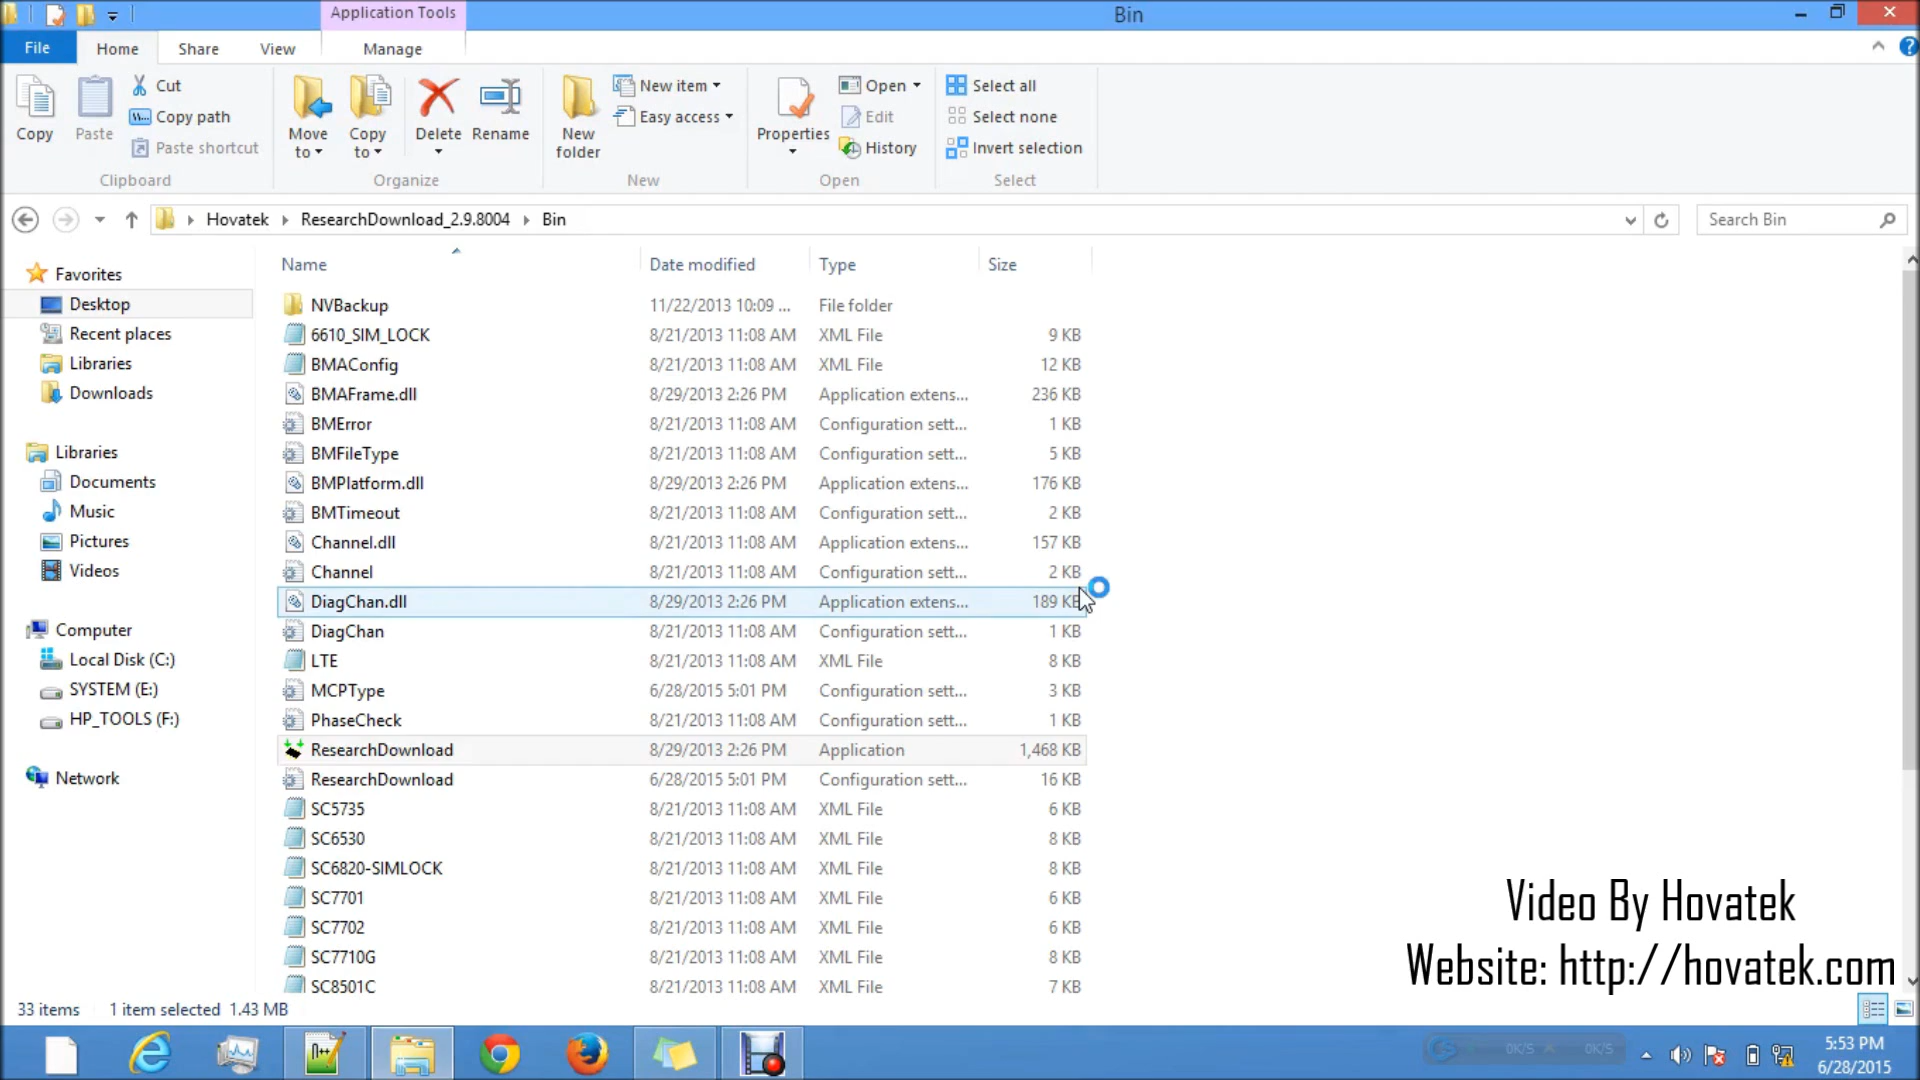 Application Tools
Bin
File
Home
Share
View
Manage
Copy
Paste
Cut
Copy path
Paste shortcut
Clipboard
Move to
Copy to
Delete
Rename
Organize
New folder
New item
Easy access
New
Properties
Open
Edit
History
Open
Select all
Select none
Invert selection
Select
Hovatek
ResearchDownload_2.9.8004
Bin
Search Bin
Favorites
Desktop
Recent places
Libraries
Downloads
Libraries
Documents
Music
Pictures
Videos
Computer
Local Disk (C:)
SYSTEM (E:)
HP_TOOLS (F:)
Network
Name Date modified Type Size
NVBackup 11/22/2013 10:09 ... File folder
6610_SIM_LOCK 8/21/2013 11:08 AM XML File 9 KB
BMAConfig 8/21/2013 11:08 AM XML File 12 KB
BMAFrame.dll 8/29/2013 2:26 PM Application extens... 236 KB
BMError 8/21/2013 11:08 AM Configuration sett... 1 KB
BMFileType 8/21/2013 11:08 AM Configuration sett... 5 KB
BMPlatform.dll 8/29/2013 2:26 PM Application extens... 176 KB
BMTimeout 8/21/2013 11:08 AM Configuration sett... 2 KB
Channel.dll 8/21/2013 11:08 AM Application extens... 157 KB
Channel 8/21/2013 11:08 AM Configuration sett... 2 KB
DiagChan.dll 8/29/2013 2:26 PM Application extens... 189 KB
DiagChan 8/21/2013 11:08 AM Configuration sett... 1 KB
LTE 8/21/2013 11:08 AM XML File 8 KB
MCPType 6/28/2015 5:01 PM Configuration sett... 3 KB
PhaseCheck 8/21/2013 11:08 AM Configuration sett... 1 KB
ResearchDownload 8/29/2013 2:26 PM Application 1,468 KB
ResearchDownload 6/28/2015 5:01 PM Configuration sett... 16 KB
SC5735 8/21/2013 11:08 AM XML File 6 KB
SC6530 8/21/2013 11:08 AM XML File 8 KB
SC6820-SIMLOCK 8/21/2013 11:08 AM XML File 8 KB
SC7701 8/21/2013 11:08 AM XML File 6 KB
SC7702 8/21/2013 11:08 AM XML File 6 KB
SC7710G 8/21/2013 11:08 AM XML File 8 KB
SC8501C 8/21/2013 11:08 AM XML File 7 KB
Video By Hovatek
Website: http://hovatek.com
33 items 1 item selected 1.43 MB
0K/S 0K/S
5:53 PM
6/28/2015